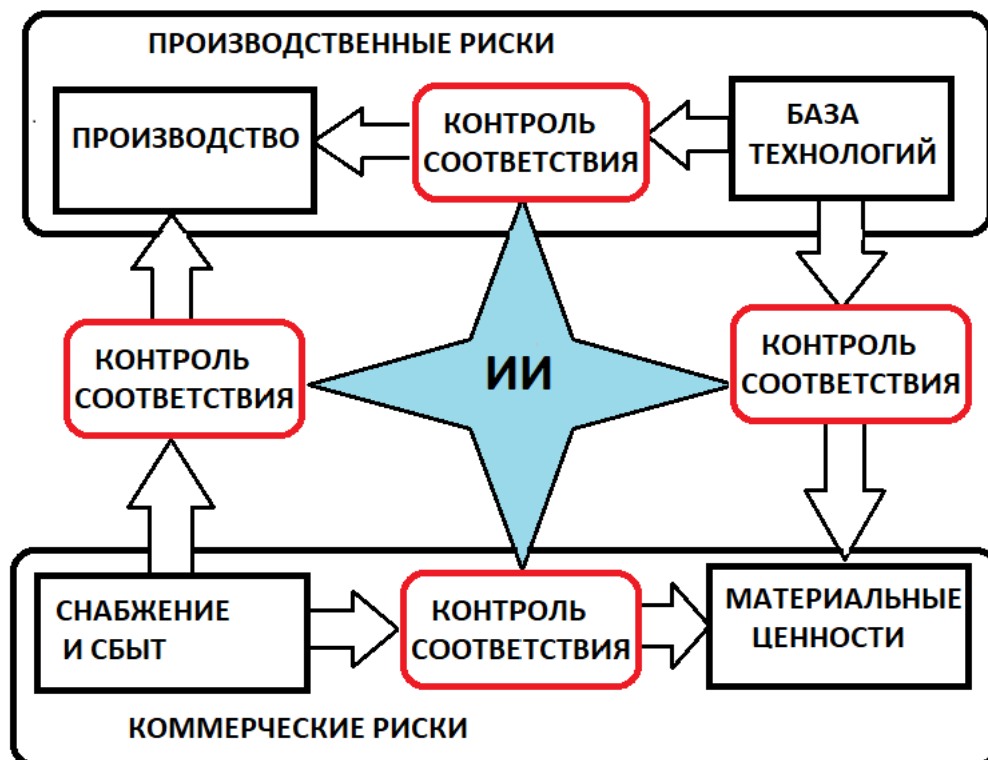 ПРОИЗВОДСТВЕННЫЕ РИСКИ
ПРОИЗВОДСТВО
КОНТРОЛЬ
СООТВЕТСТВИЯ
БАЗА
ТЕХНОЛОГИЙ
КОНТРОЛЬ
СООТВЕТСТВИЯ
ИИ
КОНТРОЛЬ
СООТВЕТСТВИЯ
СНАБЖЕНИЕ
И СБЫТ
КОНТРОЛЬ
СООТВЕТСТВИЯ
МАТЕРИАЛЬНЫЕ
ЦЕННОСТИ
КОММЕРЧЕСКИЕ РИСКИ